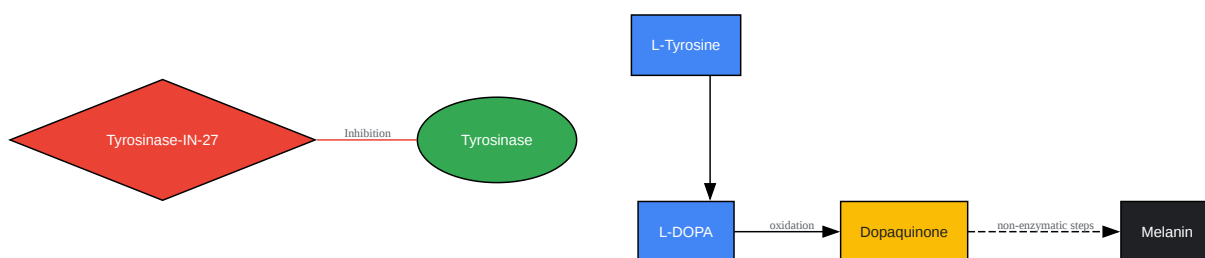 L-Tyrosine
Tyrosinase-IN-27
Inhibition
Tyrosinase
L-DOPA
oxidation
Dopaquinone
non-enzymatic steps
Melanin